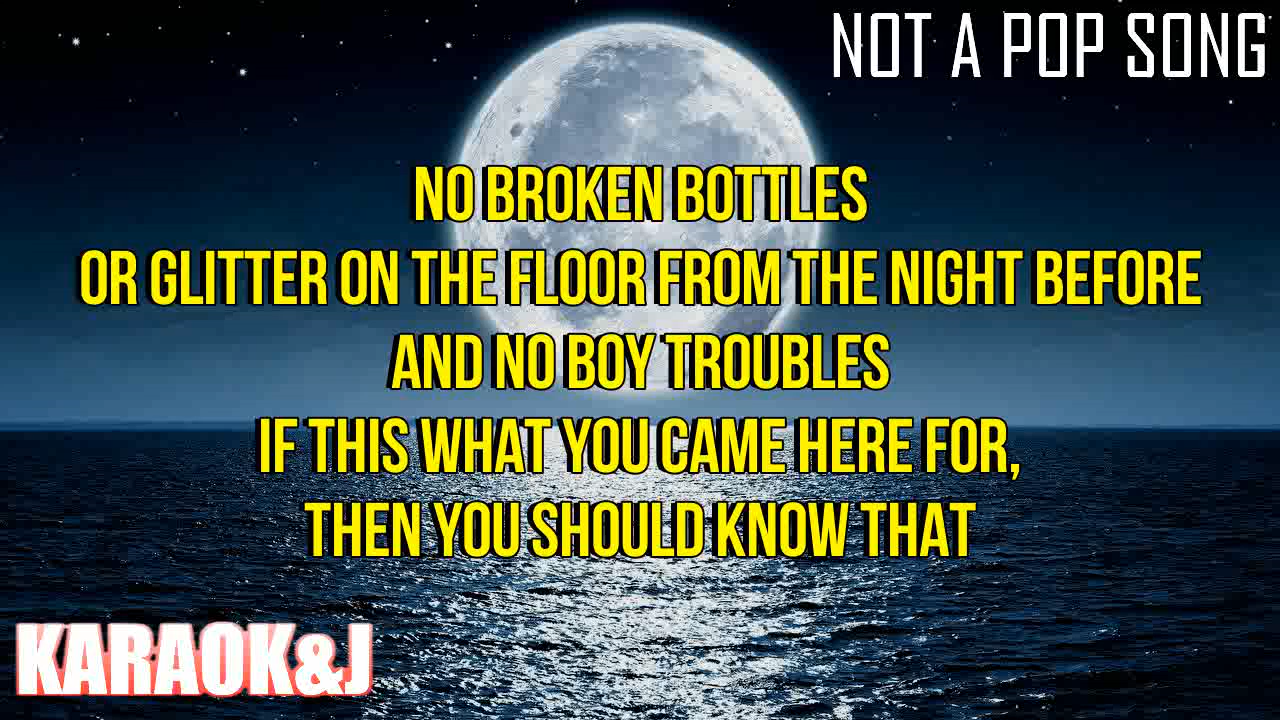 NOT A POP SONG
NO BROKEN BOTTLES
OR GLITTER ON THE FLOOR FROM THE NIGHT BEFORE
AND NO BOY TROUBLES
IF THIS WHAT YOU CAME HERE FOR,
THEN YOU SHOULD KNOW THAT
KARAOK&J